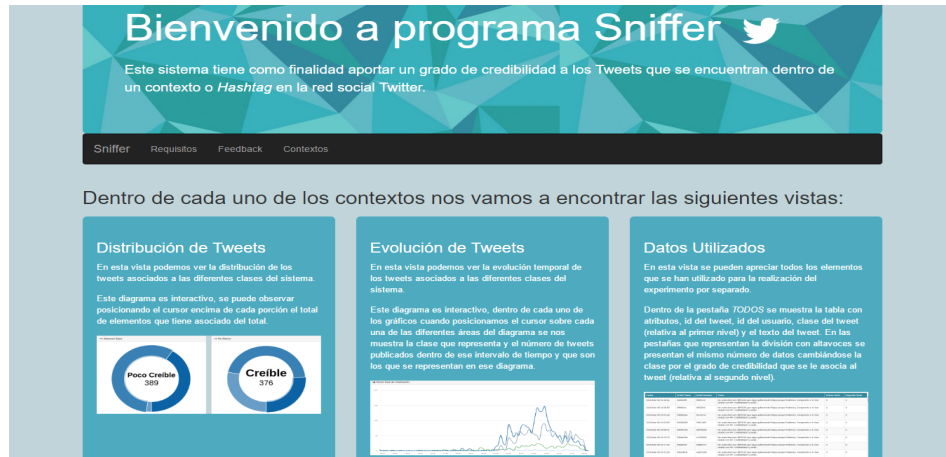 Bienvenido a programa Sniffer
Este sistema tiene como finalidad aportar un grado de credibilidad a los Tweets que se encuentran dentro de
un contexto o Hashtag en la red social Twitter.
Sniffer Requisitos Feedback Contextos
Dentro de cada uno de los contextos nos vamos a encontrar las siguientes vistas:
Distribución de Tweets
En esta vista podemos ver la distribución de los
tweets asociados a las diferentes clases del sistema.
Este diagrama es interactivo, se puede observar
posicionando el cursor encima de cada porción el total
de elementos que tiene asociado del total.
Poco Creíble
389
Creíble
376
Evolución de Tweets
En esta vista podemos ver la evolución temporal de
los tweets asociados a las diferentes clases del
sistema.
Este diagrama es interactivo, dentro de cada uno de
los gráficos cuando posicionamos el cursor sobre cada
una de las diferentes áreas del diagrama se nos
muestra la clase que representa y el número de tweets
publicados dentro de ese intervalo de tiempo y que son
los que se representan en ese diagrama.
Datos Utilizados
En esta vista se pueden apreciar todos los elementos
que se han utilizado para la realización del
experimento por separado.
Dentro de la pestaña TODOS se muestra la tabla con
atributos, id del tweet, id del usuario, clase del tweet
(relativa al primer nivel) y el texto del tweet. En las
pestañas que representan la división con altavoces se
presentan el mismo número de datos cambiándose la
clase por el grado de credibilidad que se le asocia al
tweet (relativa al segundo nivel).